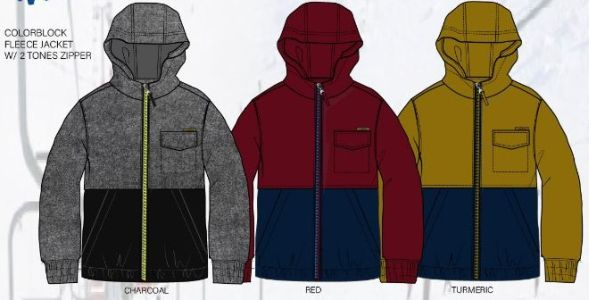 COLORBLOCK
FLEECE JACKET
W/ 2 TONES ZIPPER
CHARCOAL
RED
TURMERIC